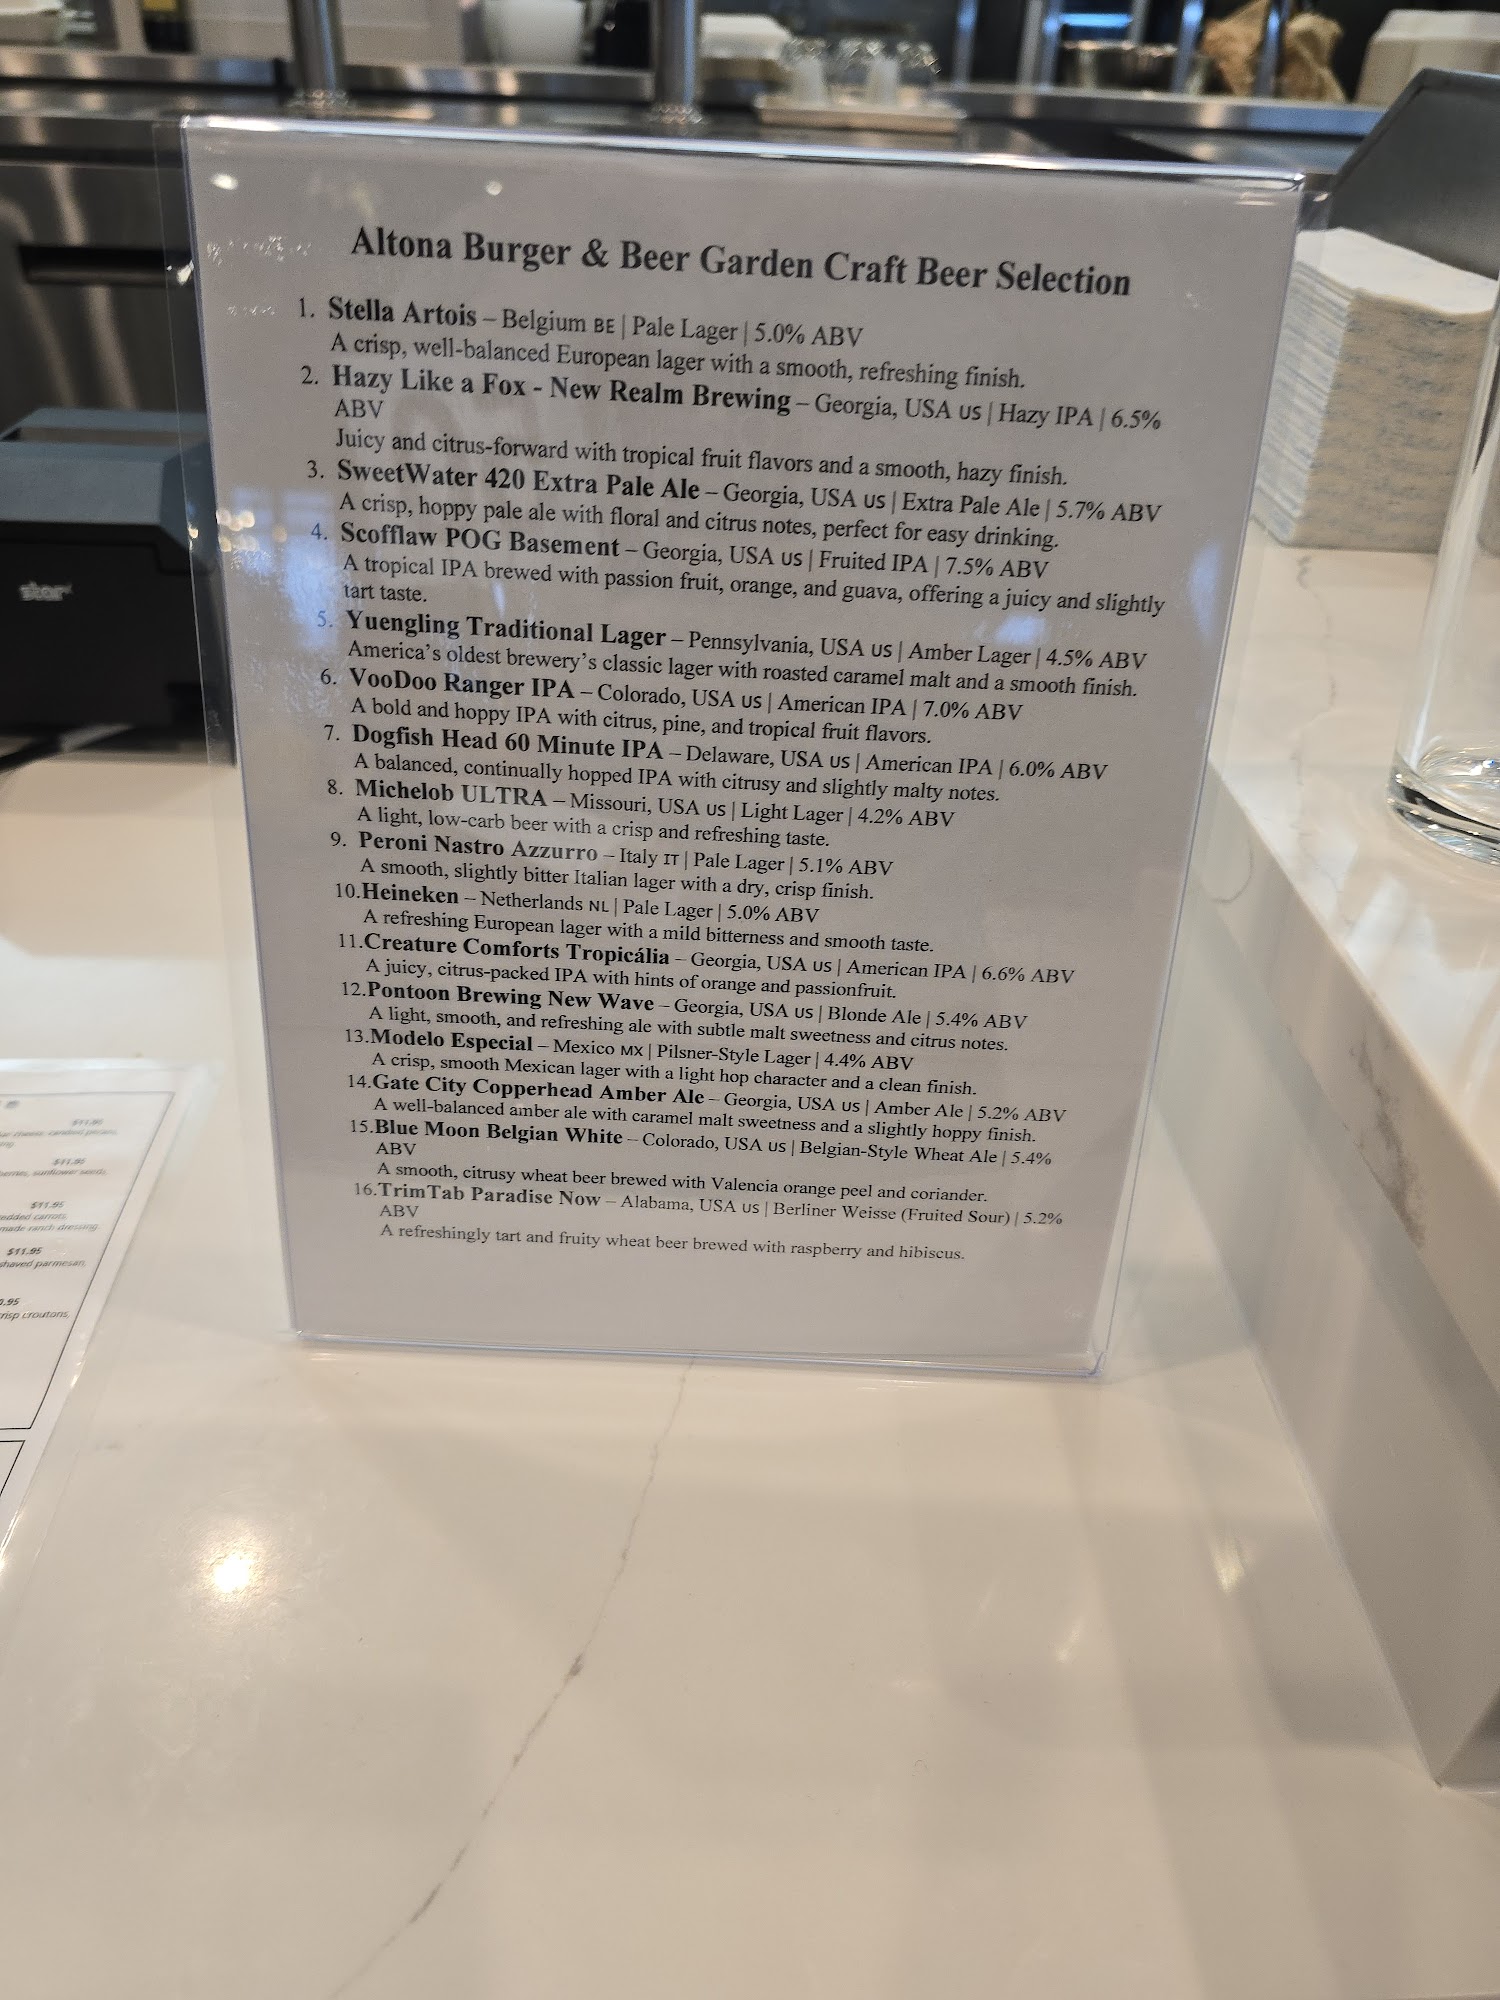 Altona Burger & Beer Garden Craft Beer Selection
1. Stella Artois – Belgium BE | Pale Lager | 5.0% ABV
A crisp, well-balanced European lager with a smooth, refreshing finish.
2. Hazy Like a Fox - New Realm Brewing – Georgia, USA US | Hazy IPA | 6.5%
ABV
Juicy and citrus-forward with tropical fruit flavors and a smooth, hazy finish.
3. SweetWater 420 Extra Pale Ale – Georgia, USA US | Extra Pale Ale | 5.7% ABV
A crisp, hoppy pale ale with floral and citrus notes, perfect for easy drinking.
4. Scofflaw POG Basement – Georgia, USA US | Fruited IPA | 7.5% ABV
A tropical IPA brewed with passion fruit, orange, and guava, offering a juicy and slightly
tart taste.
5. Yuengling Traditional Lager – Pennsylvania, USA US | Amber Lager | 4.5% ABV
America's oldest brewery's classic lager with roasted caramel malt and a smooth finish.
6. VooDoo Ranger IPA – Colorado, USA US | American IPA | 7.0% ABV
A bold and hoppy IPA with citrus, pine, and tropical fruit flavors.
7. Dogfish Head 60 Minute IPA – Delaware, USA US | American IPA | 6.0% ABV
A balanced, continually hopped IPA with citrusy and slightly malty notes.
8. Michelob ULTRA – Missouri, USA US | Light Lager | 4.2% ABV
A light, low-carb beer with a crisp and refreshing taste.
9. Peroni Nastro Azzurro – Italy IT | Pale Lager | 5.1% ABV
A smooth, slightly bitter Italian lager with a dry, crisp finish.
10.Heineken – Netherlands NL | Pale Lager | 5.0% ABV
A refreshing European lager with a mild bitterness and smooth taste.
11.Creature Comforts Tropicália – Georgia, USA US | American IPA | 6.6% ABV
A juicy, citrus-packed IPA with hints of orange and passionfruit.
12.Pontoon Brewing New Wave – Georgia, USA US | Blonde Ale | 5.4% ABV
A light, smooth, and refreshing ale with subtle malt sweetness and citrus notes.
13.Modelo Especial – Mexico MX | Pilsner-Style Lager | 4.4% ABV
A crisp, smooth Mexican lager with a light hop character and a clean finish.
14.Gate City Copperhead Amber Ale – Georgia, USA US | Amber Ale | 5.2% ABV
A well-balanced amber ale with caramel malt sweetness and a slightly hoppy finish.
15.Blue Moon Belgian White – Colorado, USA US | Belgian-Style Wheat Ale | 5.4%
ABV
A smooth, citrusy wheat beer brewed with Valencia orange peel and coriander.
16.TrimTab Paradise Now – Alabama, USA US | Berliner Weisse (Fruited Sour) | 5.2%
ABV
A refreshingly tart and fruity wheat beer brewed with raspberry and hibiscus.
star
$11.95
$11.95
sunflower seeds,
$11.95
carrots,
ranch dressing
$11.95
shaved parmesan,
.95
crisp croutons,